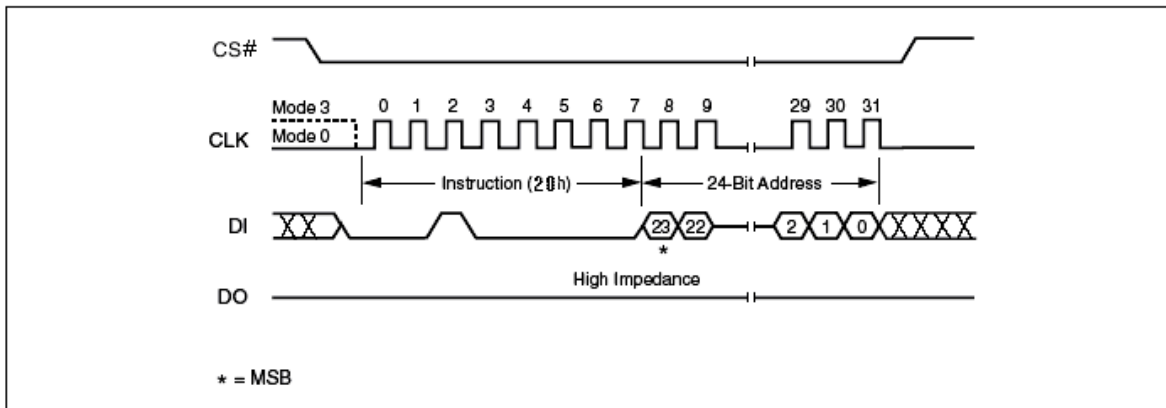 CS#
Mode 3
0 1 2 3 4 5 6 7 8 9 29 30 31
CLK
Mode 0
Instruction (20h) 24-Bit Address
DI
23 22 2 1 0
*
High Impedance
DO
* = MSB